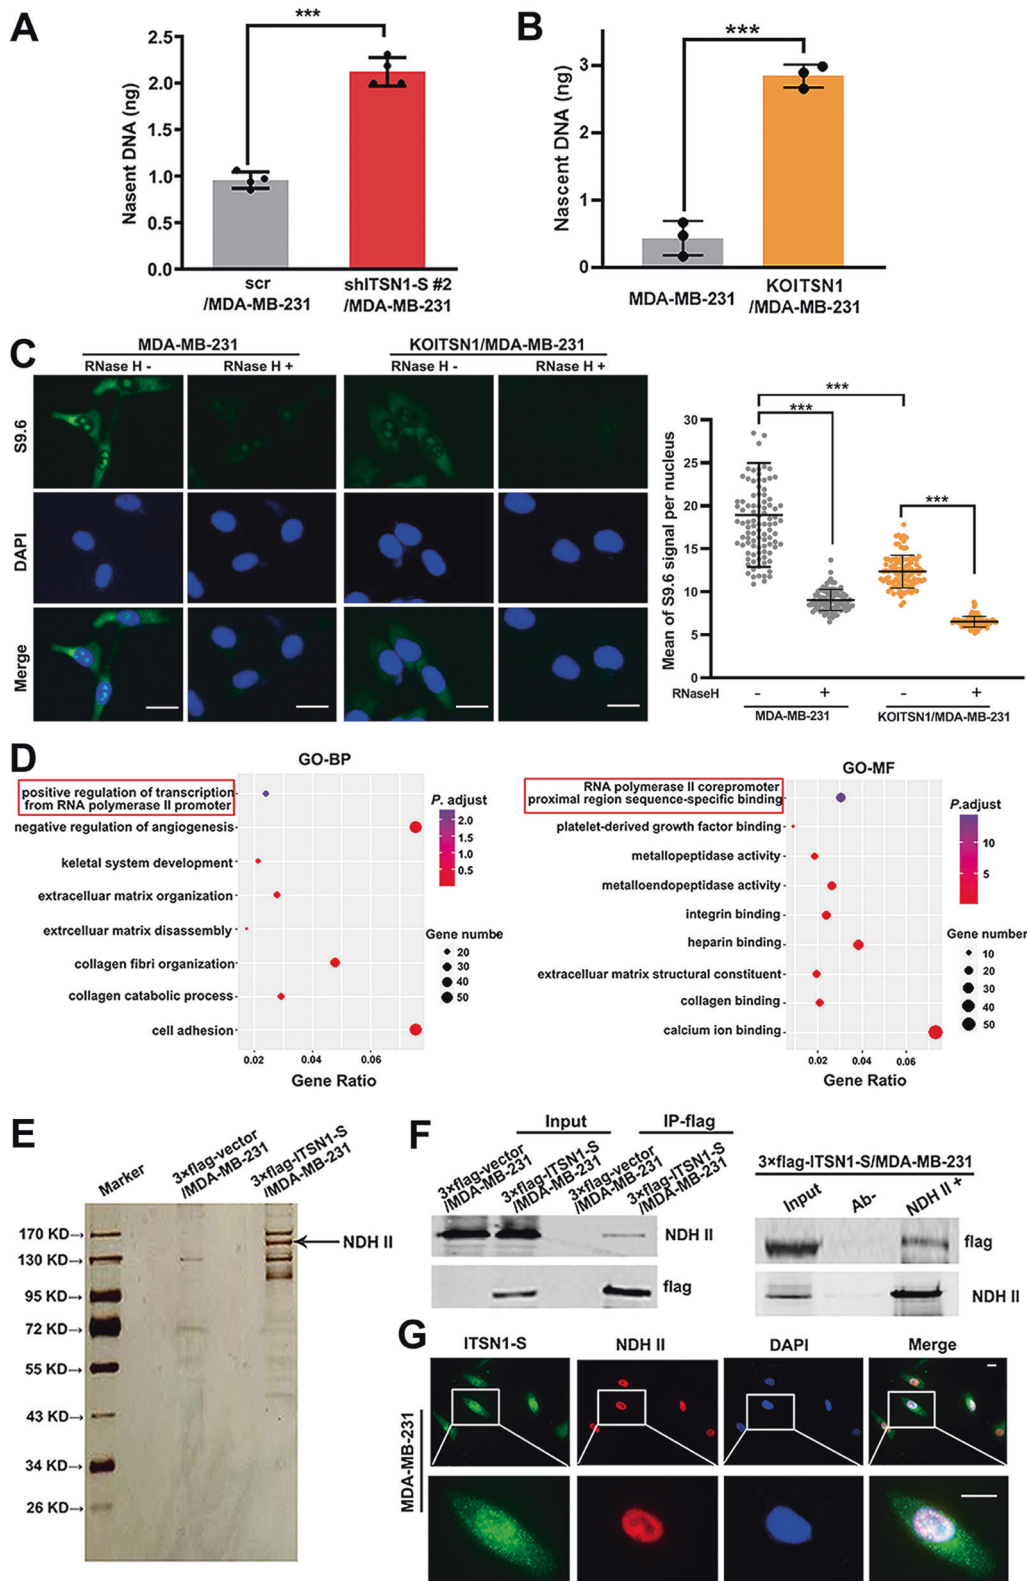 A
Nasent DNA (ng)
2.5
2.0
1.5
1.0
0.5
0.0
***
scr
/MDA-MB-231
shITSN1-S #2
/MDA-MB-231
B
Nascent DNA (ng)
3
2
1
0
***
MDA-MB-231
KOITSN1
/MDA-MB-231
C
MDA-MB-231
KOITSN1/MDA-MB-231
RNase H -
RNase H +
RNase H -
RNase H +
S9.6
DAPI
Merge
Mean of S9.6 signal per nucleus
30
25
20
15
10
5
0
***
***
***
RNaseH
-
+
-
+
MDA-MB-231
KOITSN1/MDA-MB-231
D
GO-BP
positive regulation of transcription
from RNA polymerase II promoter
negative regulation of angiogenesis
keletal system development
extracelluar matrix organization
extrcelluar matrix disassembly
collagen fibri organization
collagen catabolic process
cell adhesion
0.02
0.04
0.06
Gene Ratio
P. adjust
2.0
1.5
1.0
0.5
Gene numbe
20
30
40
50
GO-MF
RNA polymerase II corepromoter
proximal region sequence-specific binding
platelet-derived growth factor binding
metallopeptidase activity
metalloendopeptidase activity
integrin binding
heparin binding
extracelluar matrix structural constituent
collagen binding
calcium ion binding
0.02
0.04
0.06
Gene Ratio
P.adjust
10
5
Gene number
10
20
30
40
50
E
Marker
3×flag-vector
/MDA-MB-231
3×flag-ITSN1-S
/MDA-MB-231
170 KD→
130 KD→
95 KD→
72 KD→
55 KD→
43 KD→
34 KD→
26 KD→
NDH II
F
Input
IP-flag
3×flag-vector
/MDA-MB-231
3×flag-ITSN1-S
/MDA-MB-231
3×flag-vector
/MDA-MB-231
3×flag-ITSN1-S
/MDA-MB-231
NDH II
flag
3×flag-ITSN1-S/MDA-MB-231
Input
Ab-
NDH II +
flag
NDH II
G
ITSN1-S
NDH II
DAPI
Merge
MDA-MB-231